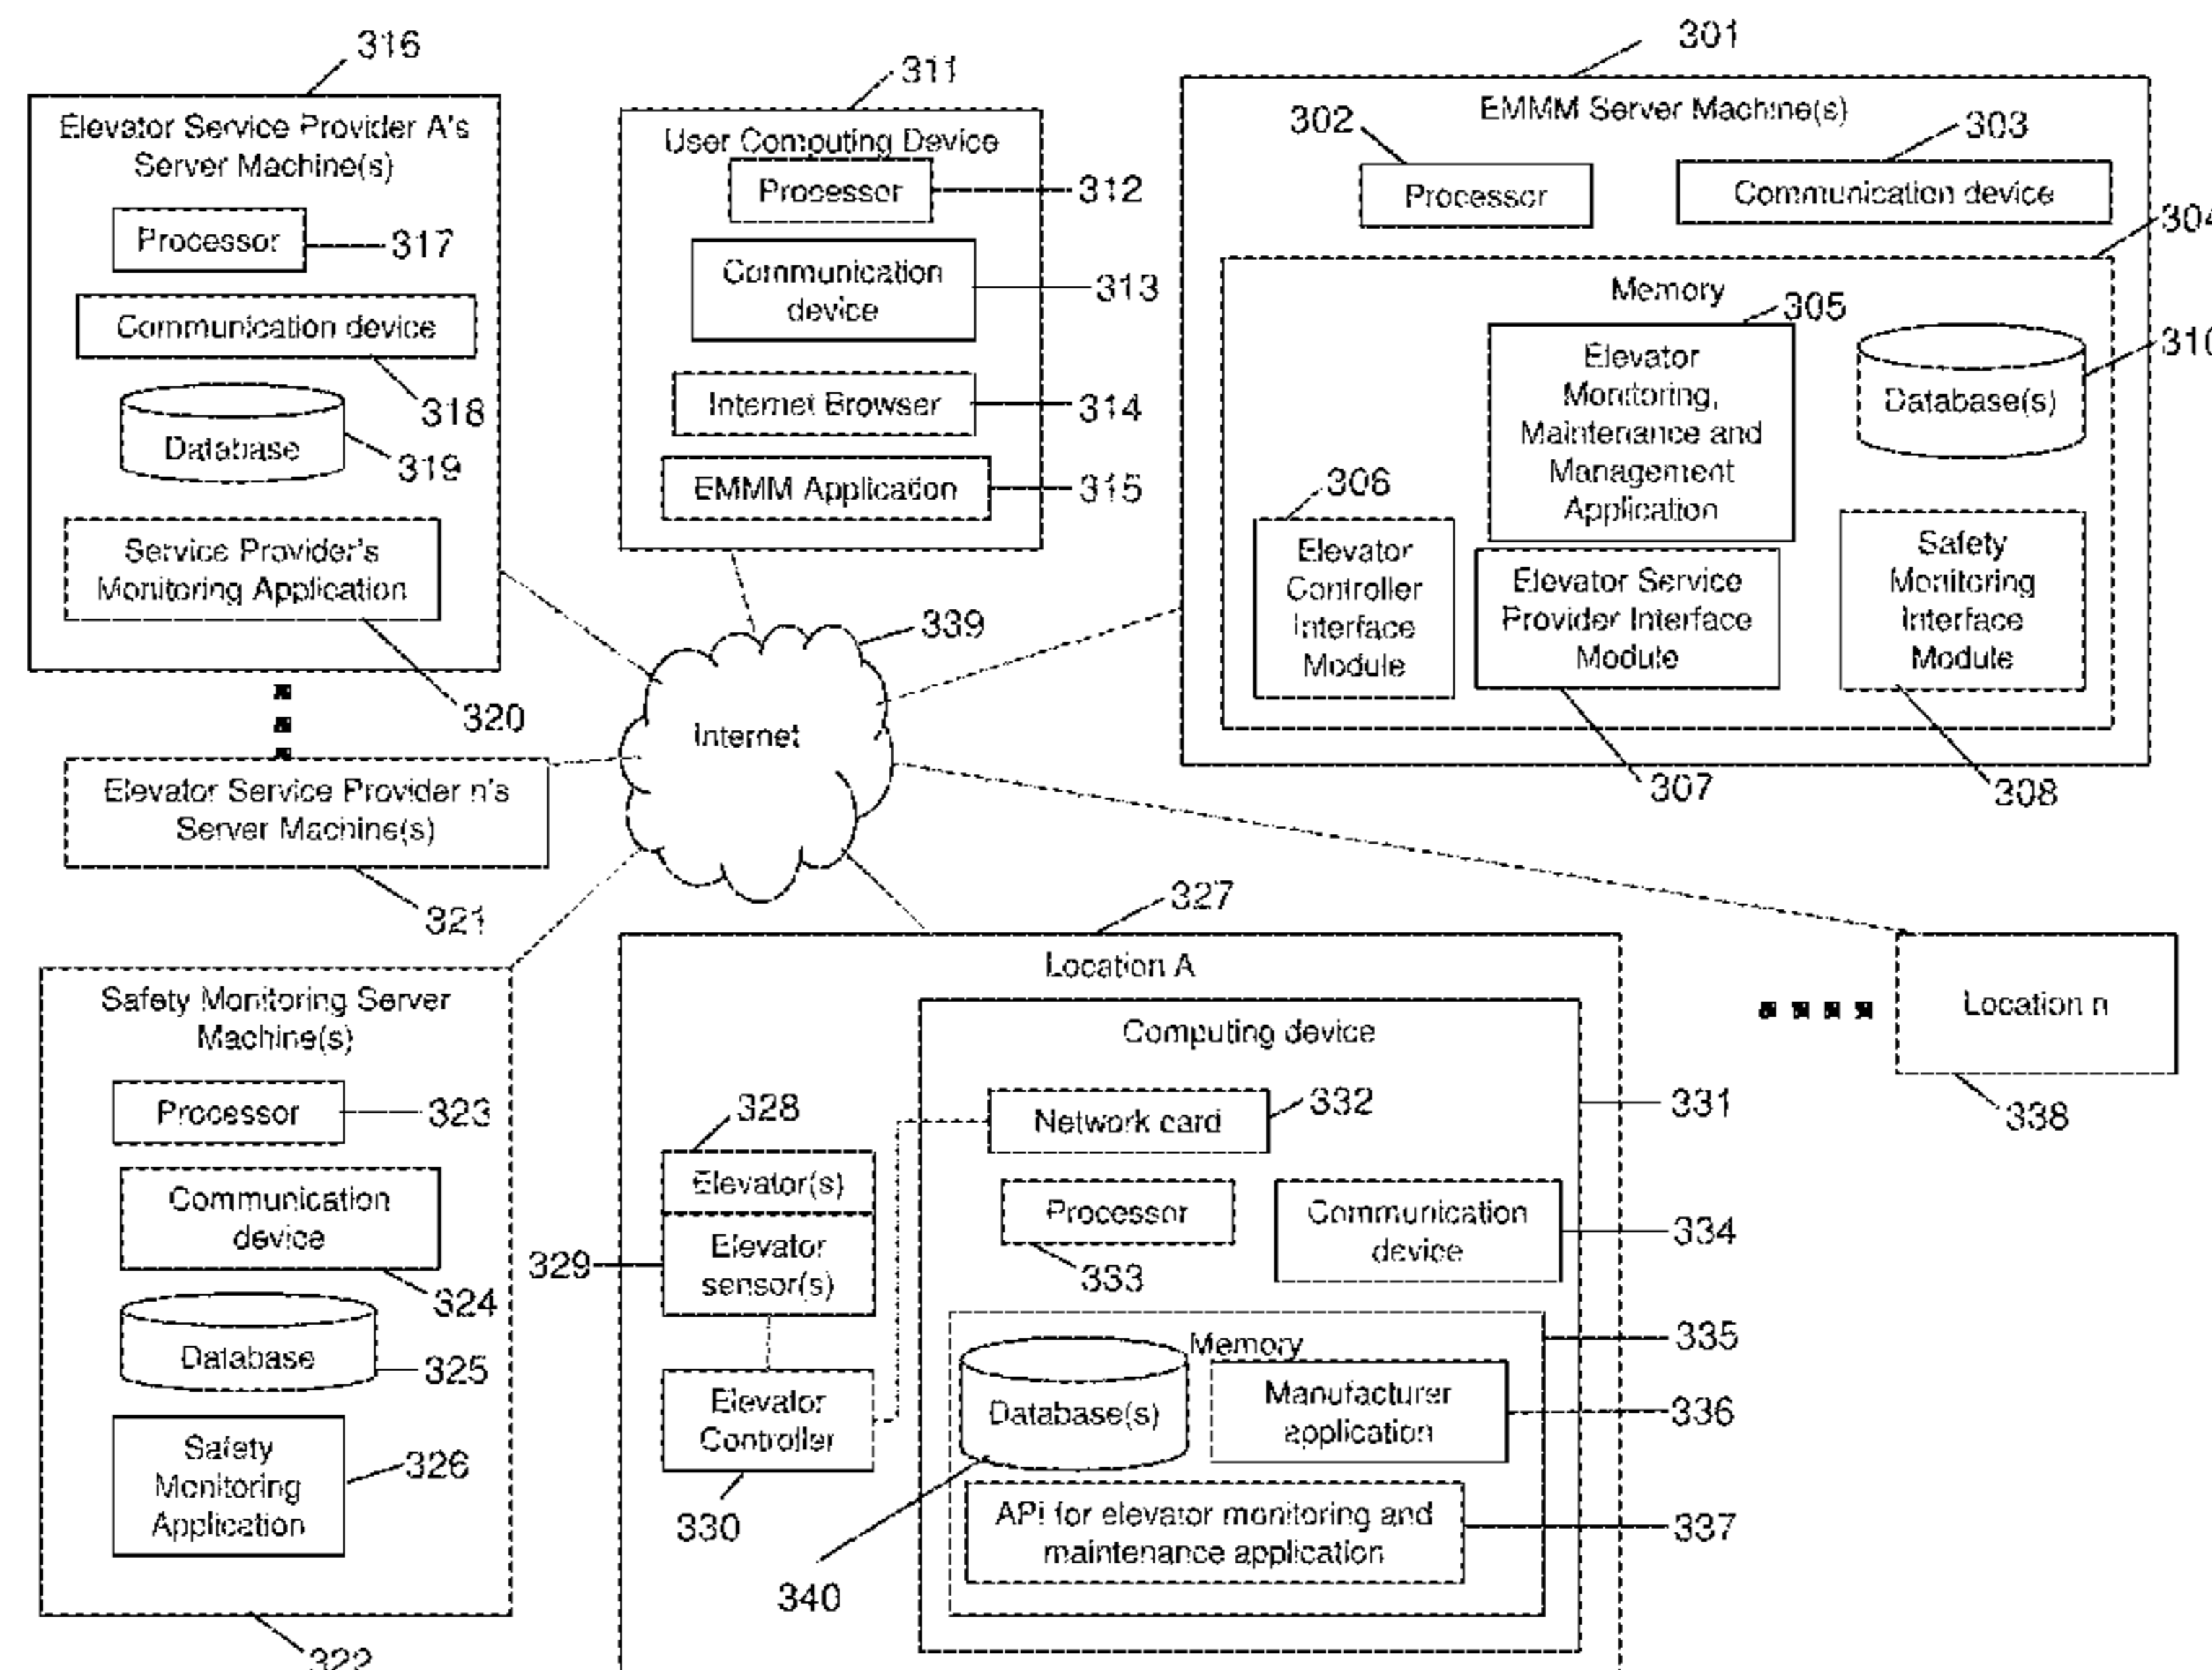 316
Elevator Service Provider A's
Server Machine(s)
Processor
317
Communication device
318
Database
319
Service Provider's
Monitoring Application
320
Elevator Service Provider n's
Server Machine(s)
321
311
User Computing Device
Processor
312
Communication
device
313
Internet Browser
314
EMMM Application
315
301
EMMM Server Machine(s)
302
303
Processor
Communication device
304
Memory
305
Elevator
Monitoring,
Maintenance and
Management
Application
310
Database(s)
306
Elevator
Controller
Interface
Module
Elevator Service
Provider Interface
Module
307
Safety
Monitoring
Interface
Module
308
339
Internet
Safety Monitoring Server
Machine(s)
Processor
323
Communication
device
324
Database
325
Safety
Monitoring
Application
326
322
327
Location A
Computing device
331
328
Elevator(s)
Elevator
sensor(s)
329
Elevator
Controller
330
Network card
332
Processor
333
Communication
device
334
Memory
335
Database(s)
340
Manufacturer
application
336
API for elevator monitoring and
maintenance application
337
Location n
338